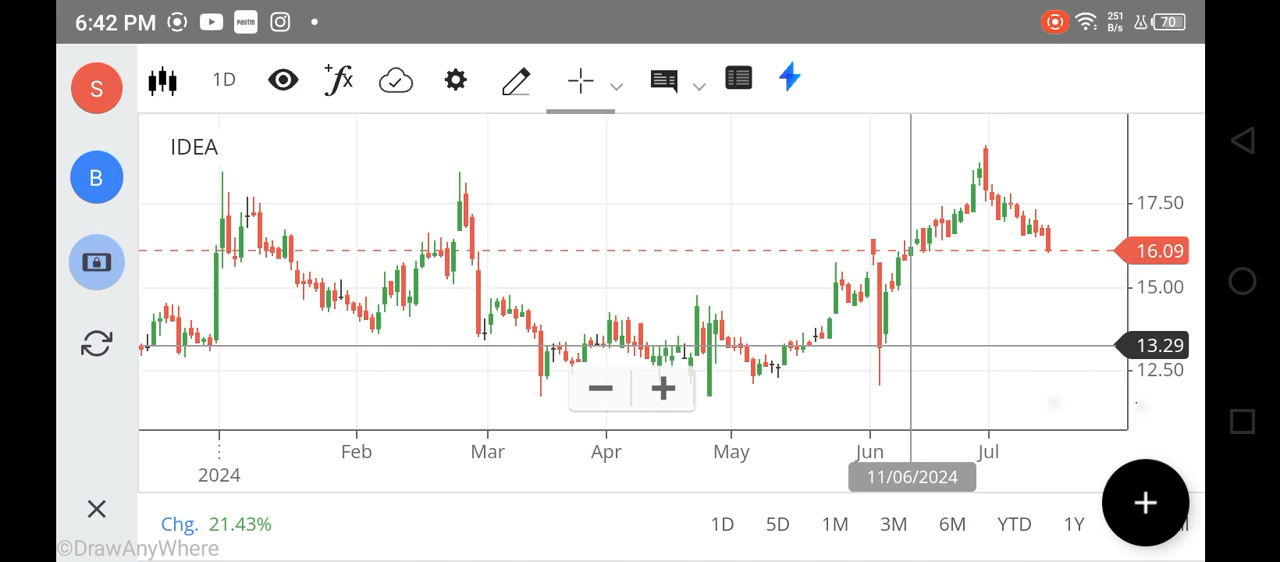 6:42 PM
paytm
251
B/s
70
S
1D
+fx
B
IDEA
17.50
16.09
15.00
13.29
12.50
Feb
Mar
Apr
May
Jun
Jul
2024
11/06/2024
Chg. 21.43%
1D
5D
1M
3M
6M
YTD
1Y
©DrawAnyWhere